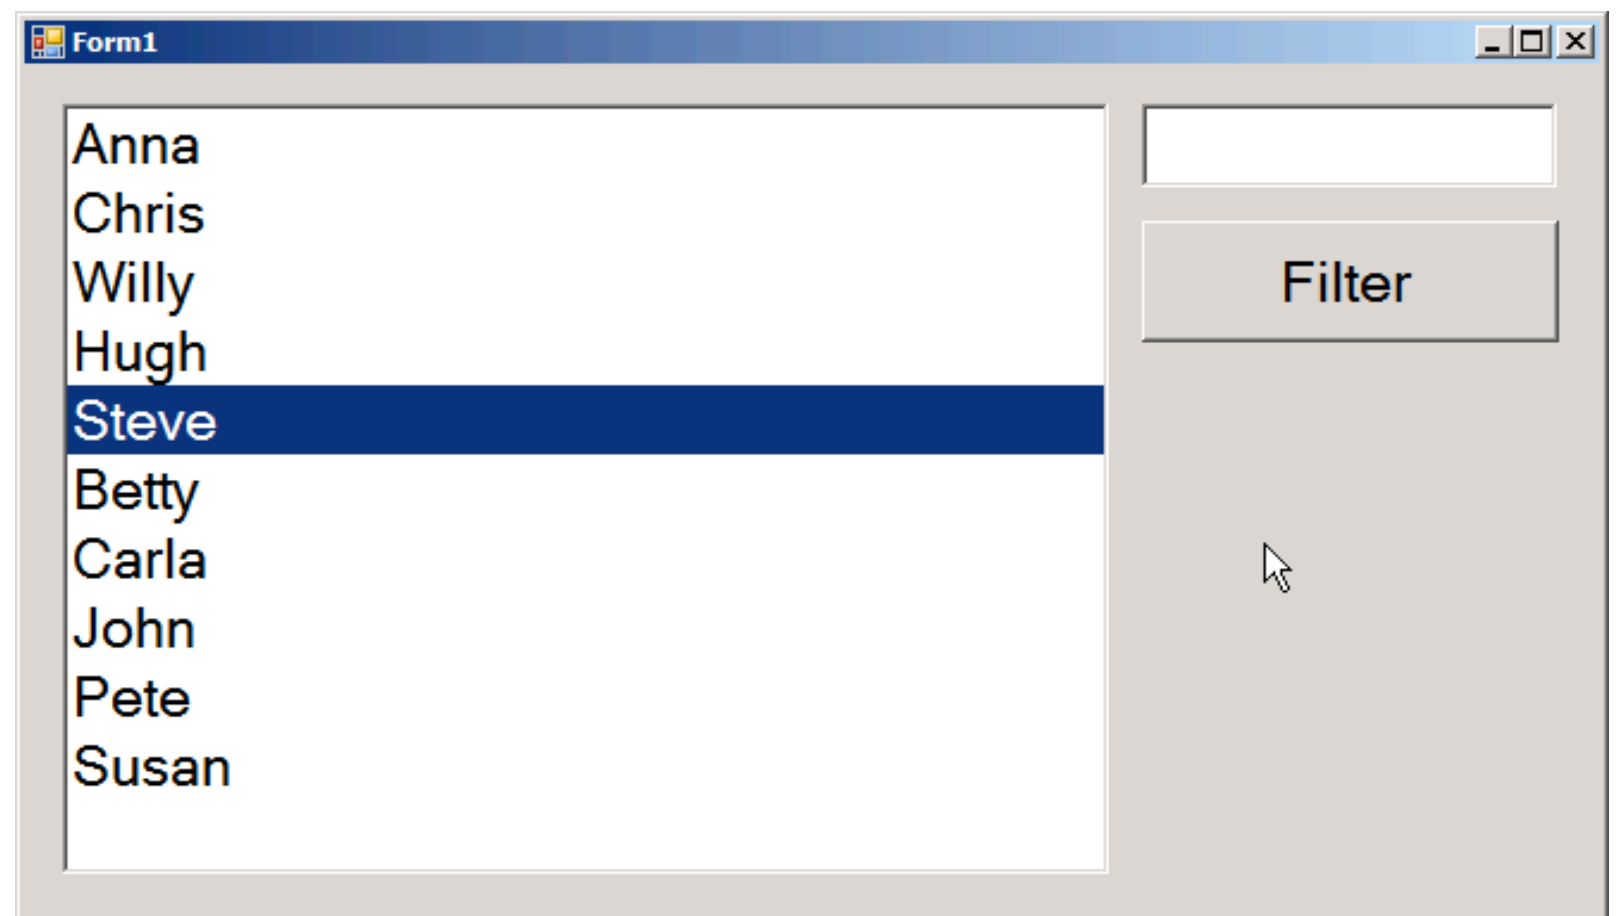 Form1
Anna
Chris
Willy
Hugh
Steve
Betty
Carla
John
Pete
Susan
Filter